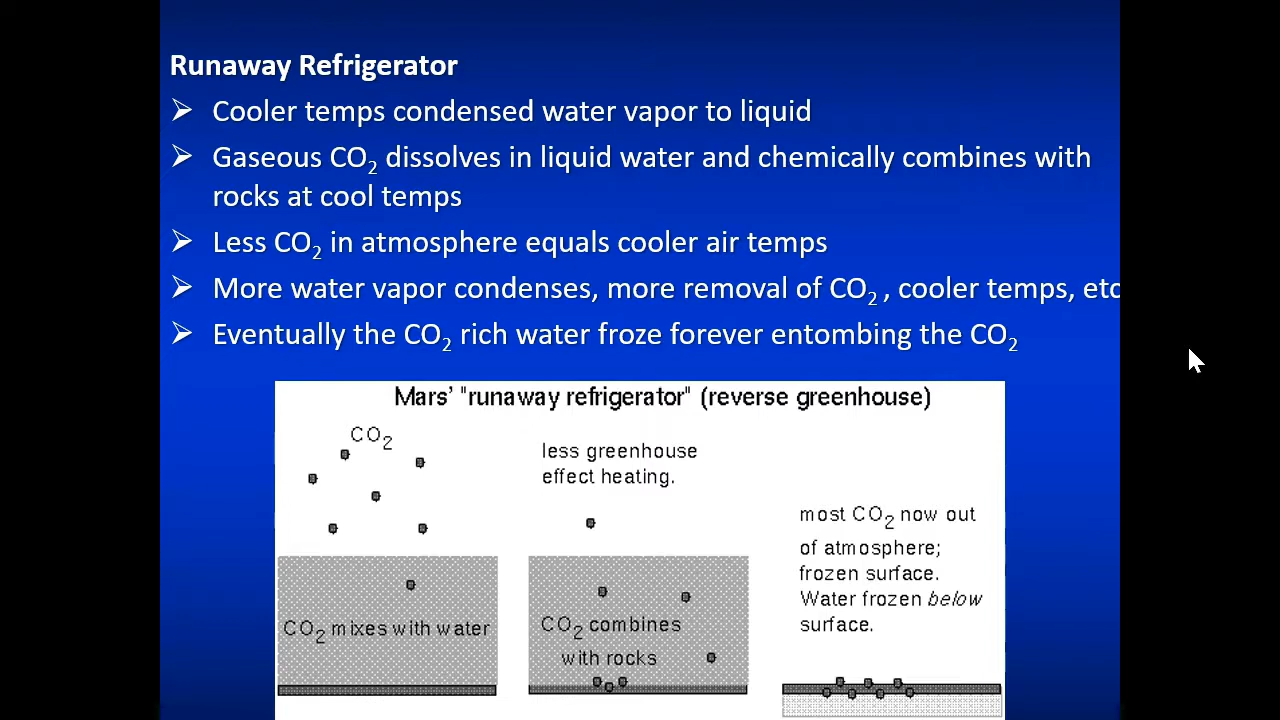 Runaway Refrigerator
➢ Cooler temps condensed water vapor to liquid
➢ Gaseous CO₂ dissolves in liquid water and chemically combines with
rocks at cool temps
➢ Less CO₂ in atmosphere equals cooler air temps
➢ More water vapor condenses, more removal of CO₂ , cooler temps, etc
➢ Eventually the CO₂ rich water froze forever entombing the CO₂
Mars' "runaway refrigerator" (reverse greenhouse)
CO₂
CO₂ mixes with water
less greenhouse
effect heating.
CO₂ combines
with rocks
most CO₂ now out
of atmosphere;
frozen surface.
Water frozen below
surface.